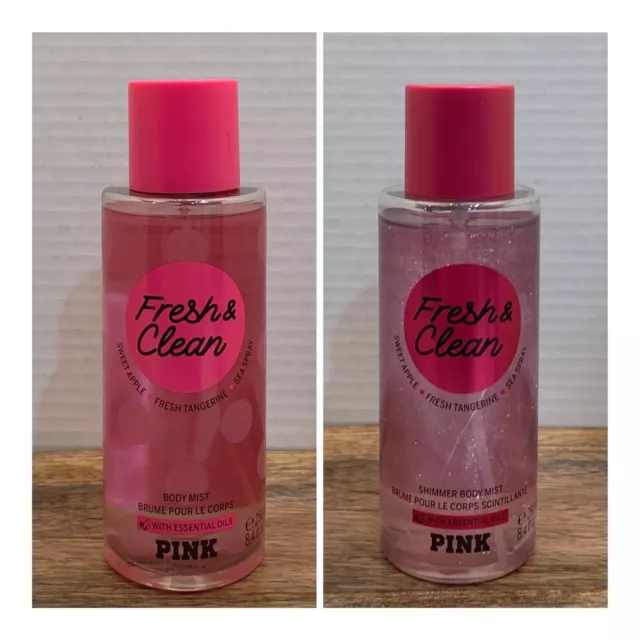 Fresh &
Clean
SWEET APPLE • FRESH TANGERINE • SEA SPRAY
BODY MIST
BRUME POUR LE CORPS
WITH ESSENTIAL OILS
PINK
Fresh &
Clean
SWEET APPLE • FRESH TANGERINE • SEA SPRAY
SHIMMER BODY MIST
BRUME POUR LE CORPS SCINTILLANTE
WITH ESSENTIAL OILS
PINK